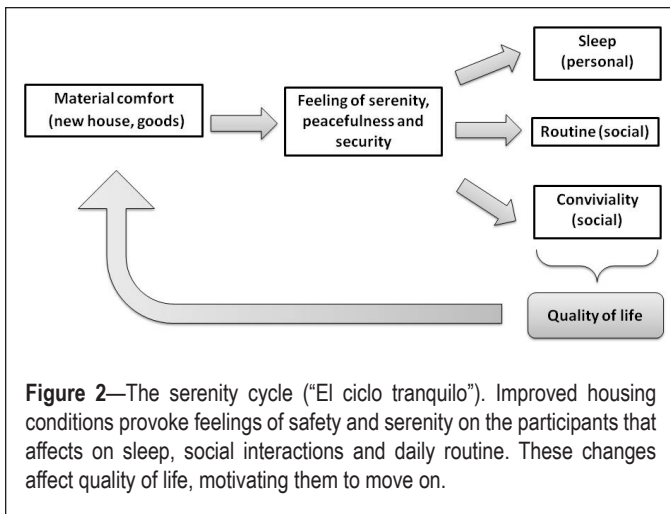 Sleep
(personal)
Material comfort
(new house, goods)
Feeling of serenity,
peacefulness and
security
Routine (social)
Conviviality
(social)
Quality of life
Figure 2—The serenity cycle (“El ciclo tranquilo”). Improved housing
conditions provoke feelings of safety and serenity on the participants that
affects on sleep, social interactions and daily routine. These changes
affect quality of life, motivating them to move on.